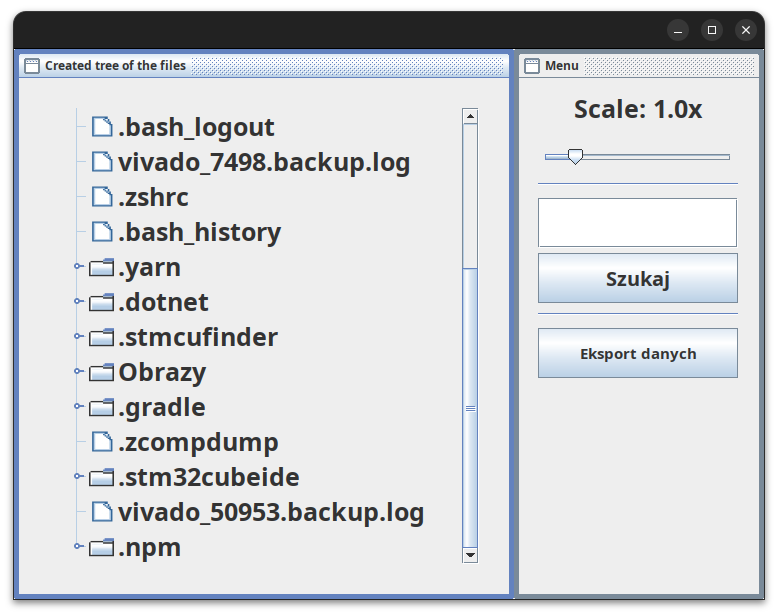 Created tree of the files
.bash_logout
vivado_7498.backup.log
.zshrc
.bash_history
.yarn
.dotnet
.stmcufinder
Obrazy
.gradle
.zcompdump
.stm32cubeide
vivado_50953.backup.log
.npm
Menu
Scale: 1.0x
Szukaj
Eksport danych